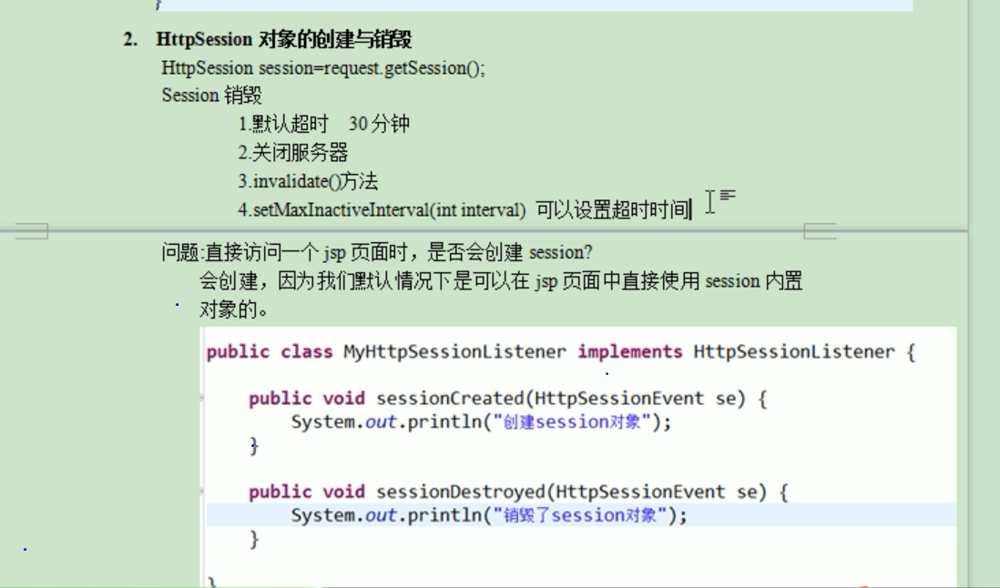 }
2. HttpSession 对象的创建与销毁
HttpSession session=request.getSession();
Session 销毁
1.默认超时 30分钟
2.关闭服务器
3.invalidate()方法
4.setMaxInactiveInterval(int interval) 可以设置超时时间
问题:直接访问一个 jsp 页面时，是否会创建 session?
会创建，因为我们默认情况下是可以在 jsp 页面中直接使用 session 内置
对象的。
public class MyHttpSessionListener implements HttpSessionListener {
public void sessionCreated(HttpSessionEvent se) {
System.out.println("创建session对象");
}
public void sessionDestroyed(HttpSessionEvent se) {
System.out.println("销毁了session对象");
}
}